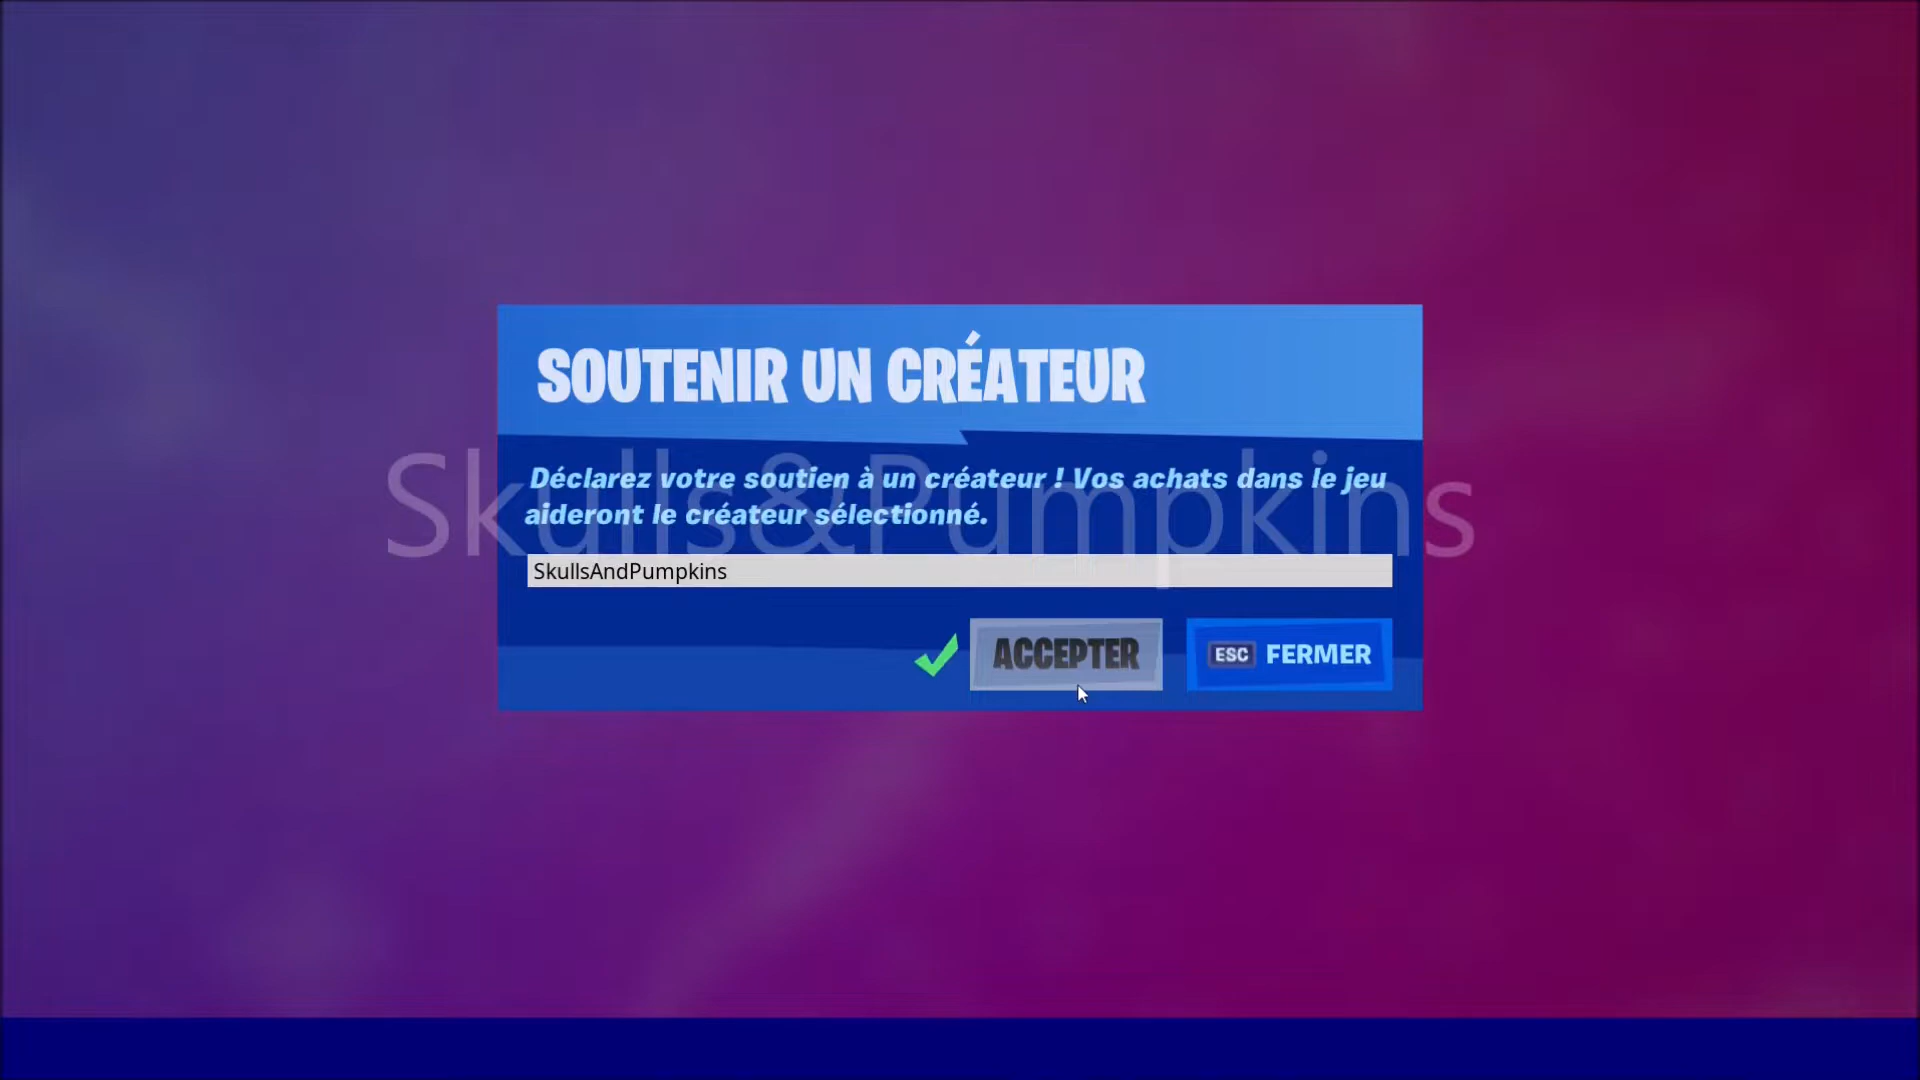 SOUTENIR UN CRÉATEUR
Déclarez votre soutien à un créateur ! Vos achats dans le jeu
aideront le créateur sélectionné.
Skulls&Pumpkins
SkullsAndPumpkins
ACCEPTER
ESC FERMER